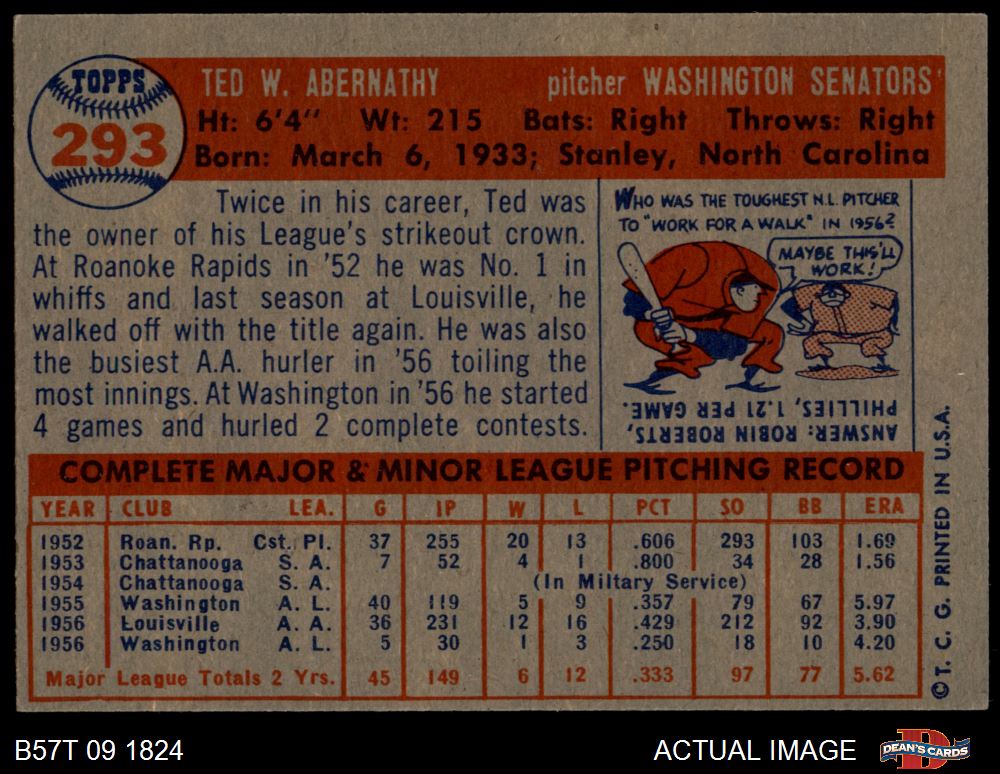 TOPPS
293
TED W. ABERNATHY pitcher WASHINGTON SENATORS
Ht: 6'4" Wt: 215 Bats: Right Throws: Right
Born: March 6, 1933; Stanley, North Carolina
Twice in his career, Ted was
the owner of his League's strikeout crown.
At Roanoke Rapids in '52 he was No. 1 in
whiffs and last season at Louisville, he
walked off with the title again. He was also
the busiest A.A. hurler in '56 toiling the
most innings. At Washington in '56 he started
4 games and hurled 2 complete contests.
WHO WAS THE TOUGHEST N.L. PITCHER
TO "WORK FOR A WALK" IN 1956?
MAYBE THIS'LL
WORK!
ANSWER: ROBIN ROBERTS,
PHILLIES, 1.21 PER GAME.
COMPLETE MAJOR & MINOR LEAGUE PITCHING RECORD
YEAR CLUB LEA. G IP W L PCT SO BB ERA
1952 Roan. Rp. Cst. Pl. 37 255 20 13 .606 293 103 1.69
1953 Chattanooga S. A. 7 52 4 1 .800 34 28 1.56
1954 Chattanooga S. A. (In Military Service)
1955 Washington A. L. 40 119 5 9 .357 79 67 5.97
1956 Louisville A. A. 36 231 12 16 .429 212 92 3.90
1956 Washington A. L. 5 30 1 3 .250 18 10 4.20
Major League Totals 2 Yrs. 45 149 6 12 .333 97 77 5.62
© T. C. G. PRINTED IN U.S.A.
B57T 09 1824 ACTUAL IMAGE
DEAN'S CARDS